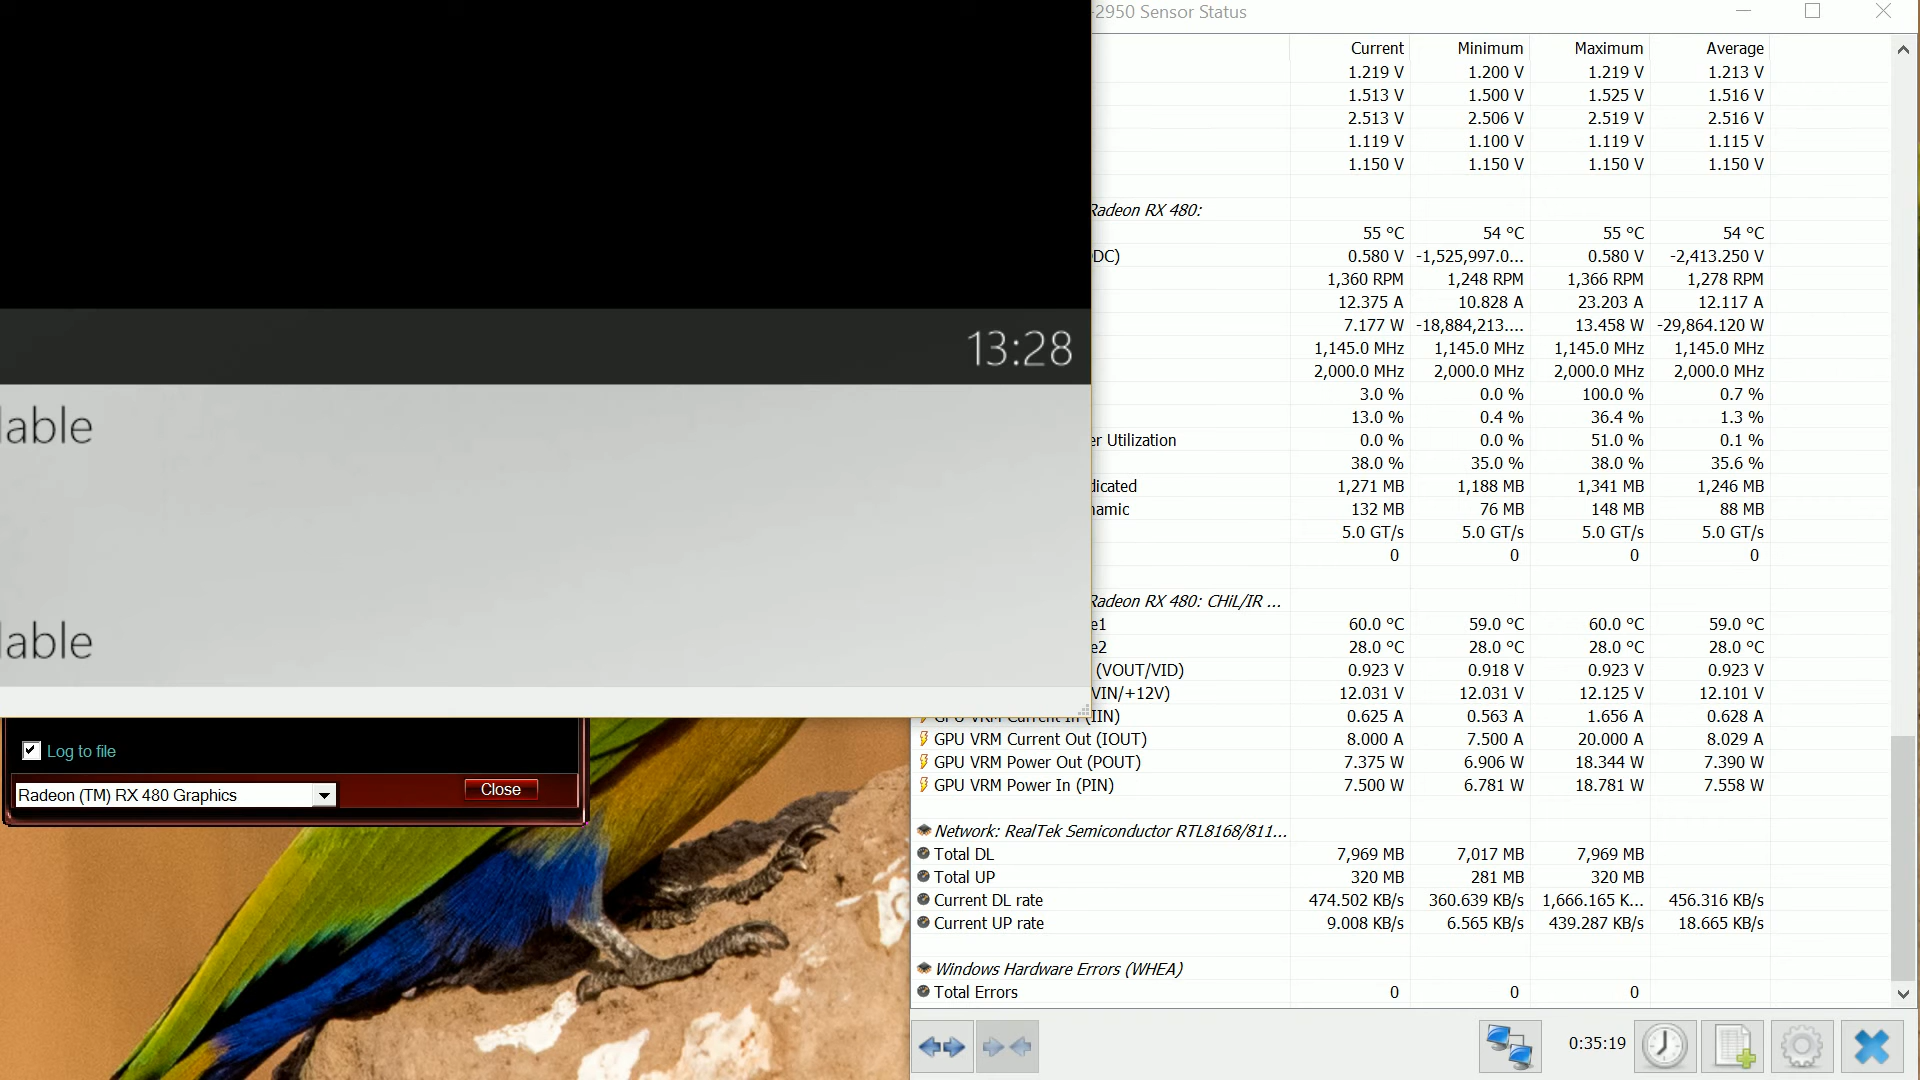 -2950 Sensor Status
Current Minimum Maximum Average
1.219 V 1.200 V 1.219 V 1.213 V
1.513 V 1.500 V 1.525 V 1.516 V
2.513 V 2.506 V 2.519 V 2.516 V
1.119 V 1.100 V 1.119 V 1.115 V
1.150 V 1.150 V 1.150 V 1.150 V
Radeon RX 480:
55 °C 54 °C 55 °C 54 °C
DC) 0.580 V -1,525,997.0... 0.580 V -2,413.250 V
1,360 RPM 1,248 RPM 1,366 RPM 1,278 RPM
12.375 A 10.828 A 23.203 A 12.117 A
7.177 W -18,884,213.... 13.458 W -29,864.120 W
1,145.0 MHz 1,145.0 MHz 1,145.0 MHz 1,145.0 MHz
2,000.0 MHz 2,000.0 MHz 2,000.0 MHz 2,000.0 MHz
3.0 % 0.0 % 100.0 % 0.7 %
13.0 % 0.4 % 36.4 % 1.3 %
er Utilization 0.0 % 0.0 % 51.0 % 0.1 %
38.0 % 35.0 % 38.0 % 35.6 %
dicated 1,271 MB 1,188 MB 1,341 MB 1,246 MB
namic 132 MB 76 MB 148 MB 88 MB
5.0 GT/s 5.0 GT/s 5.0 GT/s 5.0 GT/s
0 0 0 0
Radeon RX 480: CHiL/IR ...
e1 60.0 °C 59.0 °C 60.0 °C 59.0 °C
e2 28.0 °C 28.0 °C 28.0 °C 28.0 °C
(VOUT/VID) 0.923 V 0.918 V 0.923 V 0.923 V
VIN/+12V) 12.031 V 12.031 V 12.125 V 12.101 V
GPU VRM Current In (IIN) 0.625 A 0.563 A 1.656 A 0.628 A
GPU VRM Current Out (IOUT) 8.000 A 7.500 A 20.000 A 8.029 A
GPU VRM Power Out (POUT) 7.375 W 6.906 W 18.344 W 7.390 W
GPU VRM Power In (PIN) 7.500 W 6.781 W 18.781 W 7.558 W
Network: RealTek Semiconductor RTL8168/811...
Total DL 7,969 MB 7,017 MB 7,969 MB
Total UP 320 MB 281 MB 320 MB
Current DL rate 474.502 KB/s 360.639 KB/s 1,666.165 K... 456.316 KB/s
Current UP rate 9.008 KB/s 6.565 KB/s 439.287 KB/s 18.665 KB/s
Windows Hardware Errors (WHEA)
Total Errors 0 0 0
0:35:19
13:28
lable
lable
Log to file
Radeon (TM) RX 480 Graphics
Close